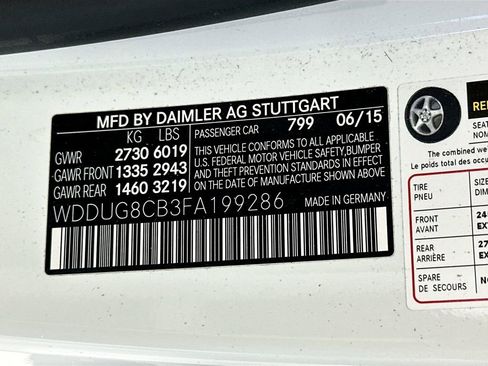 MFD BY DAIMLER AG STUTTGART
KG LBS PASSENGER CAR 799 06/15
GVWR 2730 6019
GAWR FRONT 1335 2943
GAWR REAR 1460 3219
THIS VEHICLE CONFORMS TO ALL APPLICABLE
U.S. FEDERAL MOTOR VEHICLE SAFETY, BUMPER
AND THEFT PREVENTION STANDARDS IN EFFECT
ON THE DATE OF MANUFACTURE SHOWN ABOVE.
WDDUG8CB3FA199286 MADE IN GERMANY
SEAT
The combined
Le poids total des occ
TIRE
PNEU
FRONT
AVANT
REAR
ARRIÈRE
SPARE
DE SECOURS